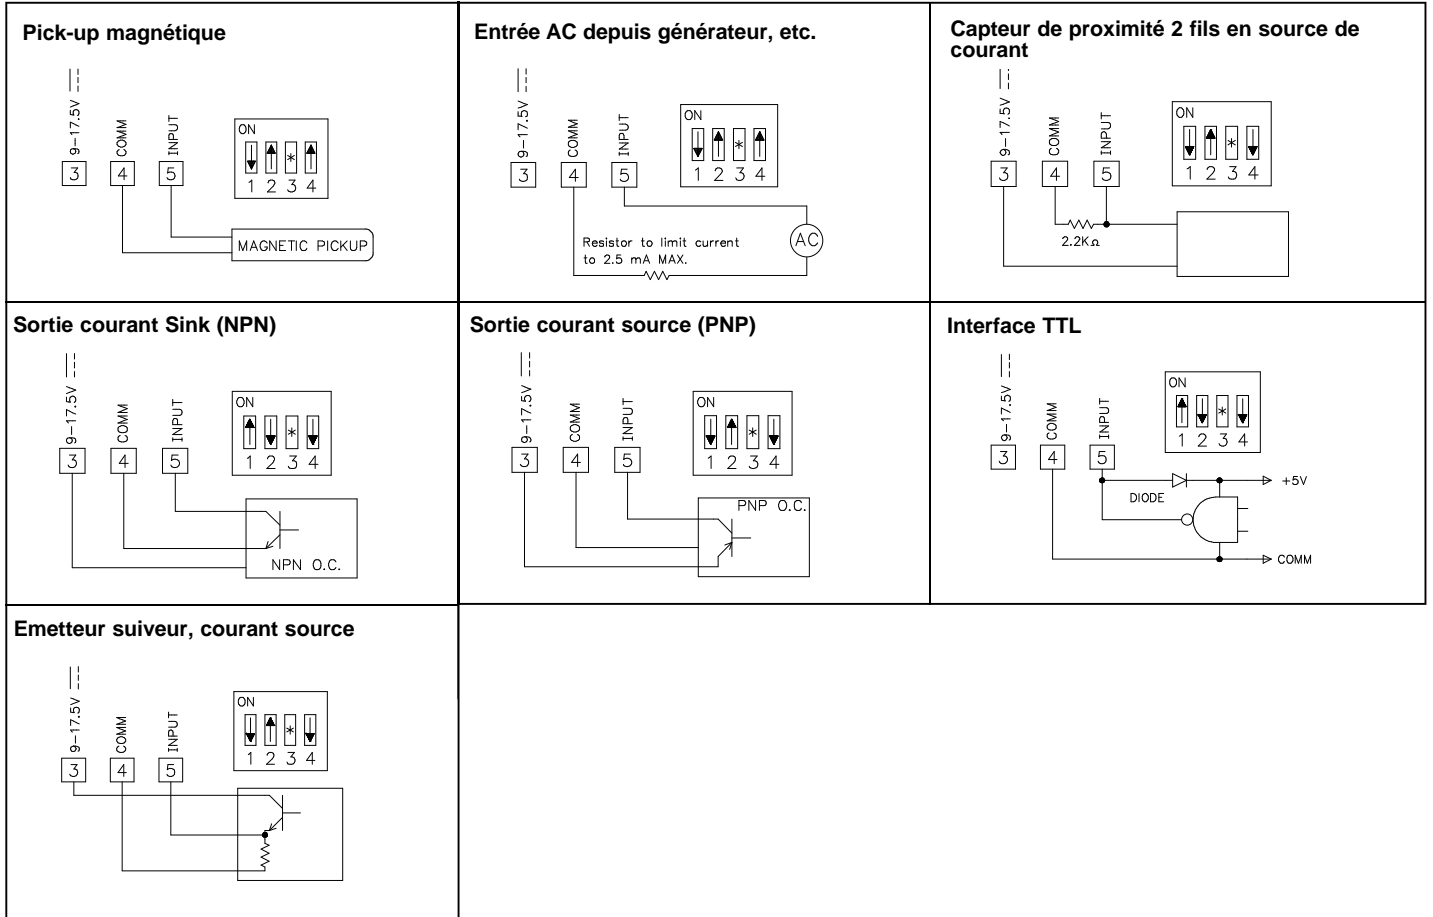 Pick-up magnétique
9-17.5V
COMM
INPUT
ON
*
3
4
5
1 2 3 4
MAGNETIC PICKUP
Entrée AC depuis générateur, etc.
9-17.5V
COMM
INPUT
ON
*
3
4
5
1 2 3 4
Resistor to limit current
to 2.5 mA MAX.
AC
Capteur de proximité 2 fils en source de
courant
9-17.5V
COMM
INPUT
ON
*
3
4
5
1 2 3 4
2.2KΩ
Sortie courant Sink (NPN)
9-17.5V
COMM
INPUT
ON
*
3
4
5
1 2 3 4
NPN O.C.
Sortie courant source (PNP)
9-17.5V
COMM
INPUT
ON
*
3
4
5
1 2 3 4
PNP O.C.
Interface TTL
9-17.5V
COMM
INPUT
ON
*
1 2 3 4
3
4
5
DIODE
+5V
COMM
Emetteur suiveur, courant source
9-17.5V
COMM
INPUT
ON
*
1 2 3 4
3
4
5